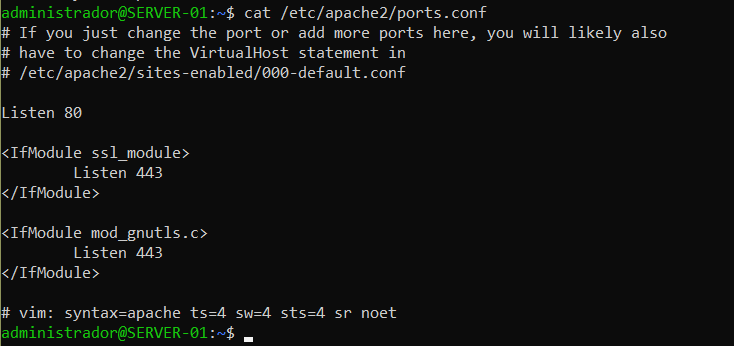 administrador@SERVER-01:~$ cat /etc/apache2/ports.conf
# If you just change the port or add more ports here, you will likely also
# have to change the VirtualHost statement in
# /etc/apache2/sites-enabled/000-default.conf

Listen 80

<IfModule ssl_module>
        Listen 443
</IfModule>

<IfModule mod_gnutls.c>
        Listen 443
</IfModule>

# vim: syntax=apache ts=4 sw=4 sts=4 sr noet
administrador@SERVER-01:~$